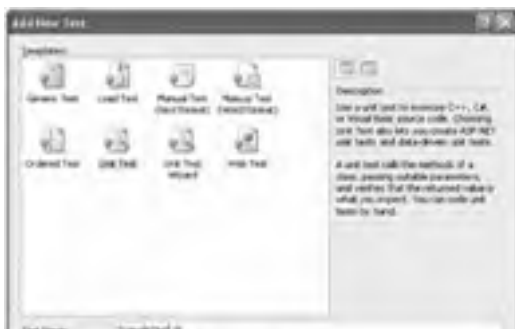 Add New Test
Templates:
Generic Test
Load Test
Manual Test
(text format)
Manual Test
(Word format)
Ordered Test
Unit Test
Unit Test
Wizard
Web Test
Description
Use a unit test to exercise C++, C#,
or Visual Basic source code. Choosing
Unit Test also lets you create ASP.NET
unit tests and data-driven unit tests.
A unit test calls the methods of a
class, passing suitable parameters,
and verifies that the returned value is
what you expect. You can code unit
tests by hand.
Test Name: